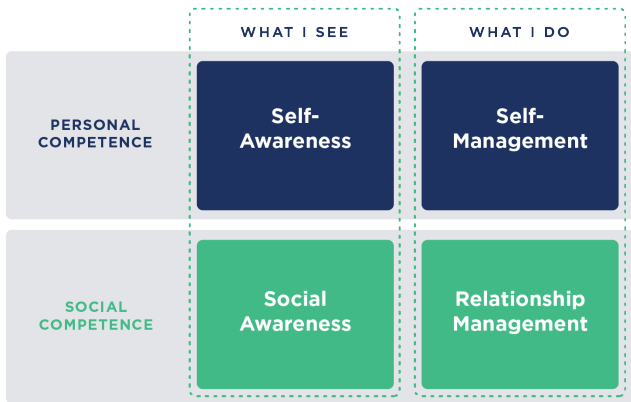 WHAT I SEE
WHAT I DO
PERSONAL
COMPETENCE
Self-
Awareness
Self-
Management
SOCIAL
COMPETENCE
Social
Awareness
Relationship
Management